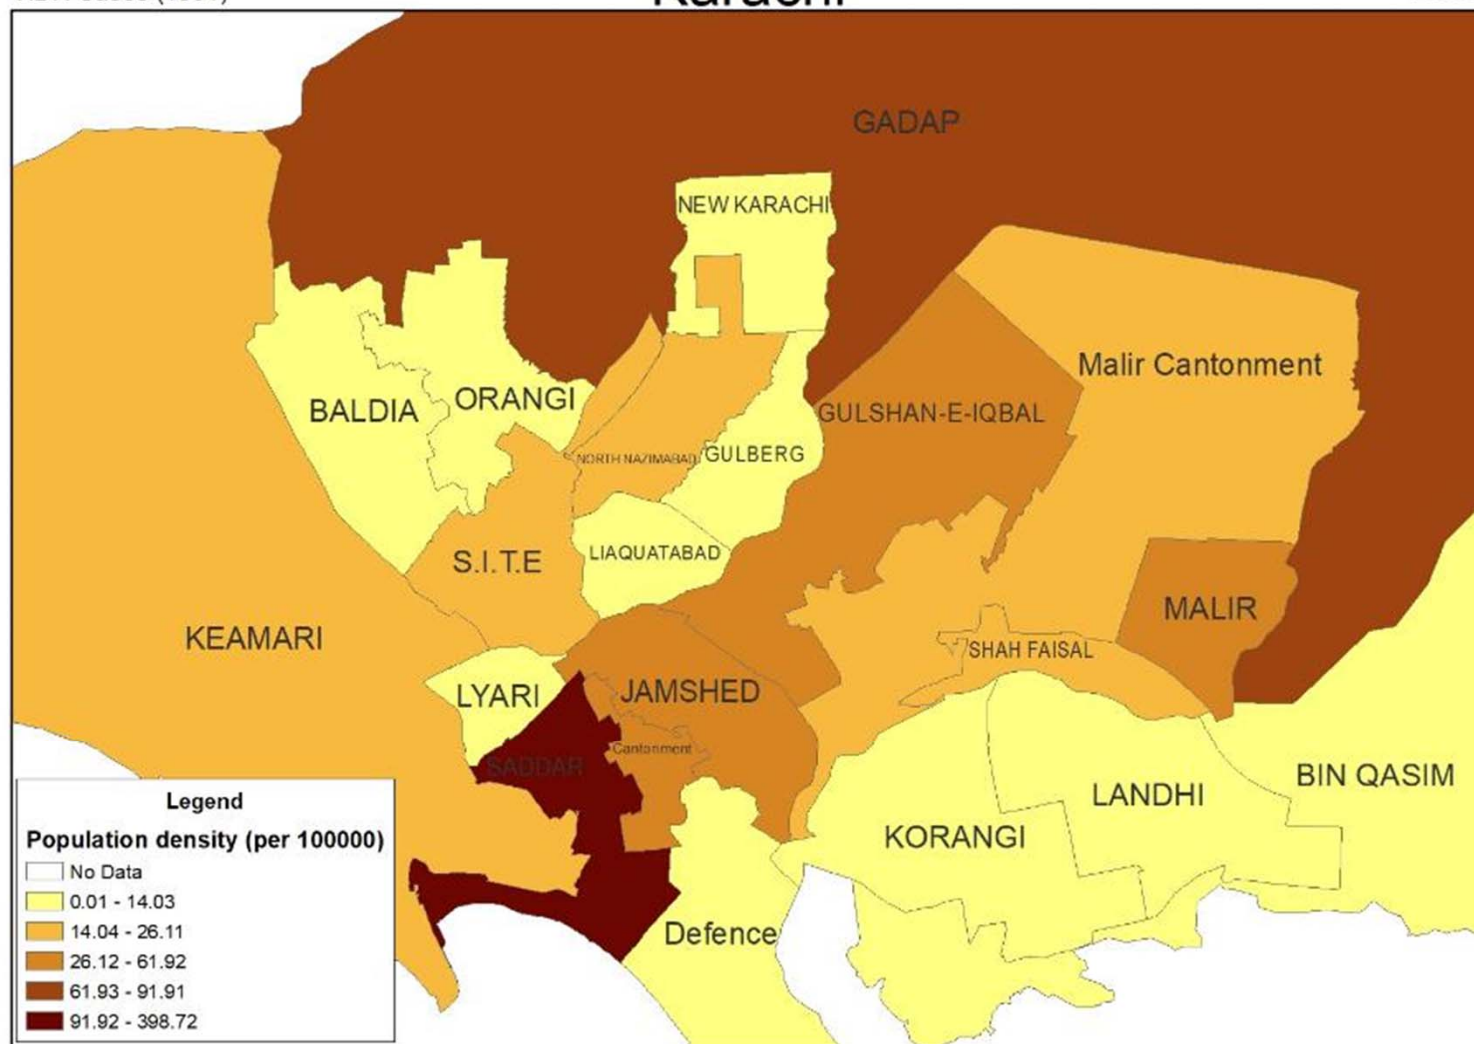 Karachi
GADAP
NEW KARACHI
Malir Cantonment
ORANGI
BALDIA
GULSHAN-E-IQBAL
GULBERG
NORTH NAZIMABAD
LIAQUATABAD
S.I.T.E
MALIR
KEAMARI
SHAH FAISAL
LYARI
JAMSHED
Cantonment
SADDAR
BIN QASIM
LANDHI
KORANGI
Defence
Legend
Population density (per 100000)
No Data
0.01 - 14.03
14.04 - 26.11
26.12 - 61.92
61.93 - 91.91
91.92 - 398.72